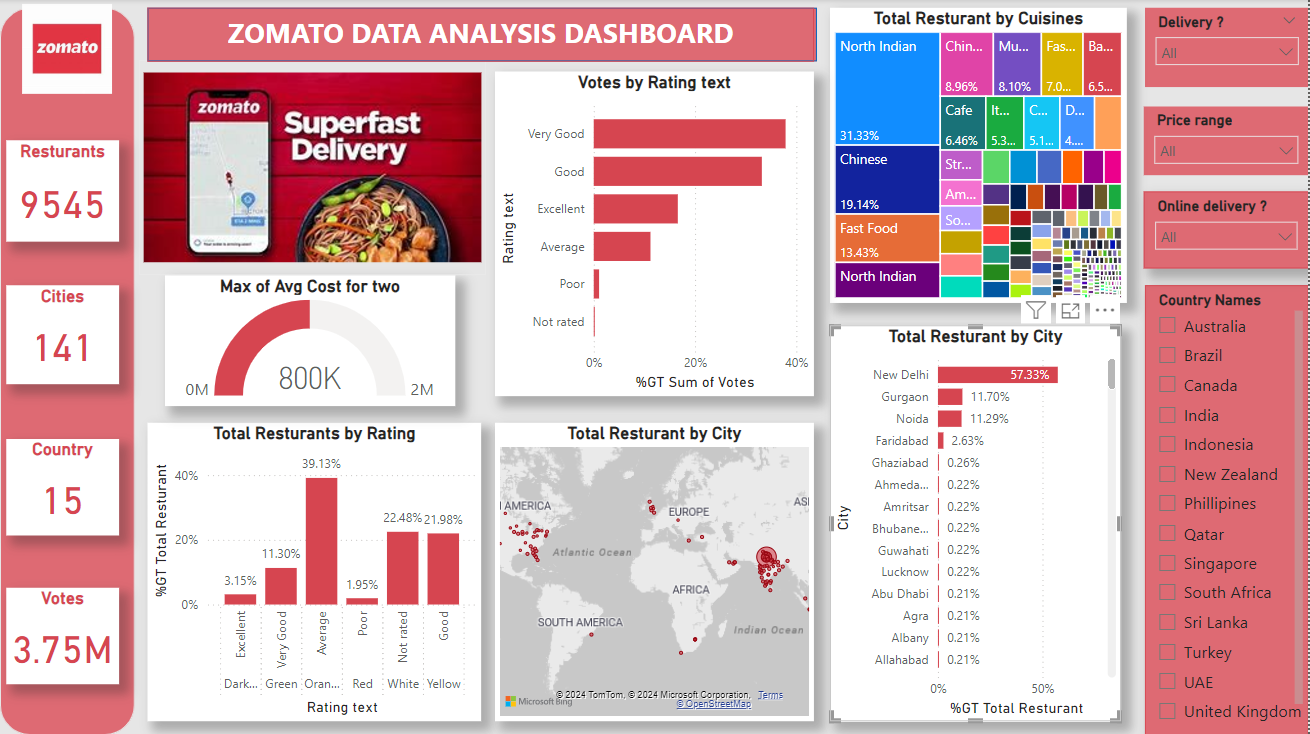 zomato
ZOMATO DATA ANALYSIS DASHBOARD
Resturants
9545
Cities
141
Country
15
Votes
3.75M
zomato
Superfast
Delivery
Max of Avg Cost for two
0M
800K
2M
Votes by Rating text
Rating text
Very Good
Good
Excellent
Average
Poor
Not rated
0%
20%
40%
%GT Sum of Votes
Total Resturants by Rating
%GT Total Resturant
40%
20%
0%
3.15%
11.30%
39.13%
1.95%
22.48%
21.98%
Excellent
Very Good
Average
Poor
Not rated
Good
Dark...
Green
Oran...
Red
White
Yellow
Rating text
Total Resturant by City
AMERICA
EUROPE
Atlantic Ocean
AFRICA
SOUTH AMERICA
Indian Ocean
Microsoft Bing
© 2024 TomTom, © 2024 Microsoft Corporation, Terms
© OpenStreetMap
Total Resturant by Cuisines
North Indian
31.33%
Chinese
19.14%
Fast Food
13.43%
North Indian
Chin...
8.96%
Mu...
8.10%
Fas...
7.0...
Ba...
6.5...
Cafe
6.46%
It...
5.3...
C...
5.1...
D...
4....
Str...
Am...
So...
Total Resturant by City
City
New Delhi 57.33%
Gurgaon 11.70%
Noida 11.29%
Faridabad 2.63%
Ghaziabad 0.26%
Ahmeda... 0.22%
Amritsar 0.22%
Bhubane... 0.22%
Guwahati 0.22%
Lucknow 0.22%
Abu Dhabi 0.21%
Agra 0.21%
Albany 0.21%
Allahabad 0.21%
0%
50%
%GT Total Resturant
Delivery ?
All
Price range
All
Online delivery ?
All
Country Names
Australia
Brazil
Canada
India
Indonesia
New Zealand
Phillipines
Qatar
Singapore
South Africa
Sri Lanka
Turkey
UAE
United Kingdom